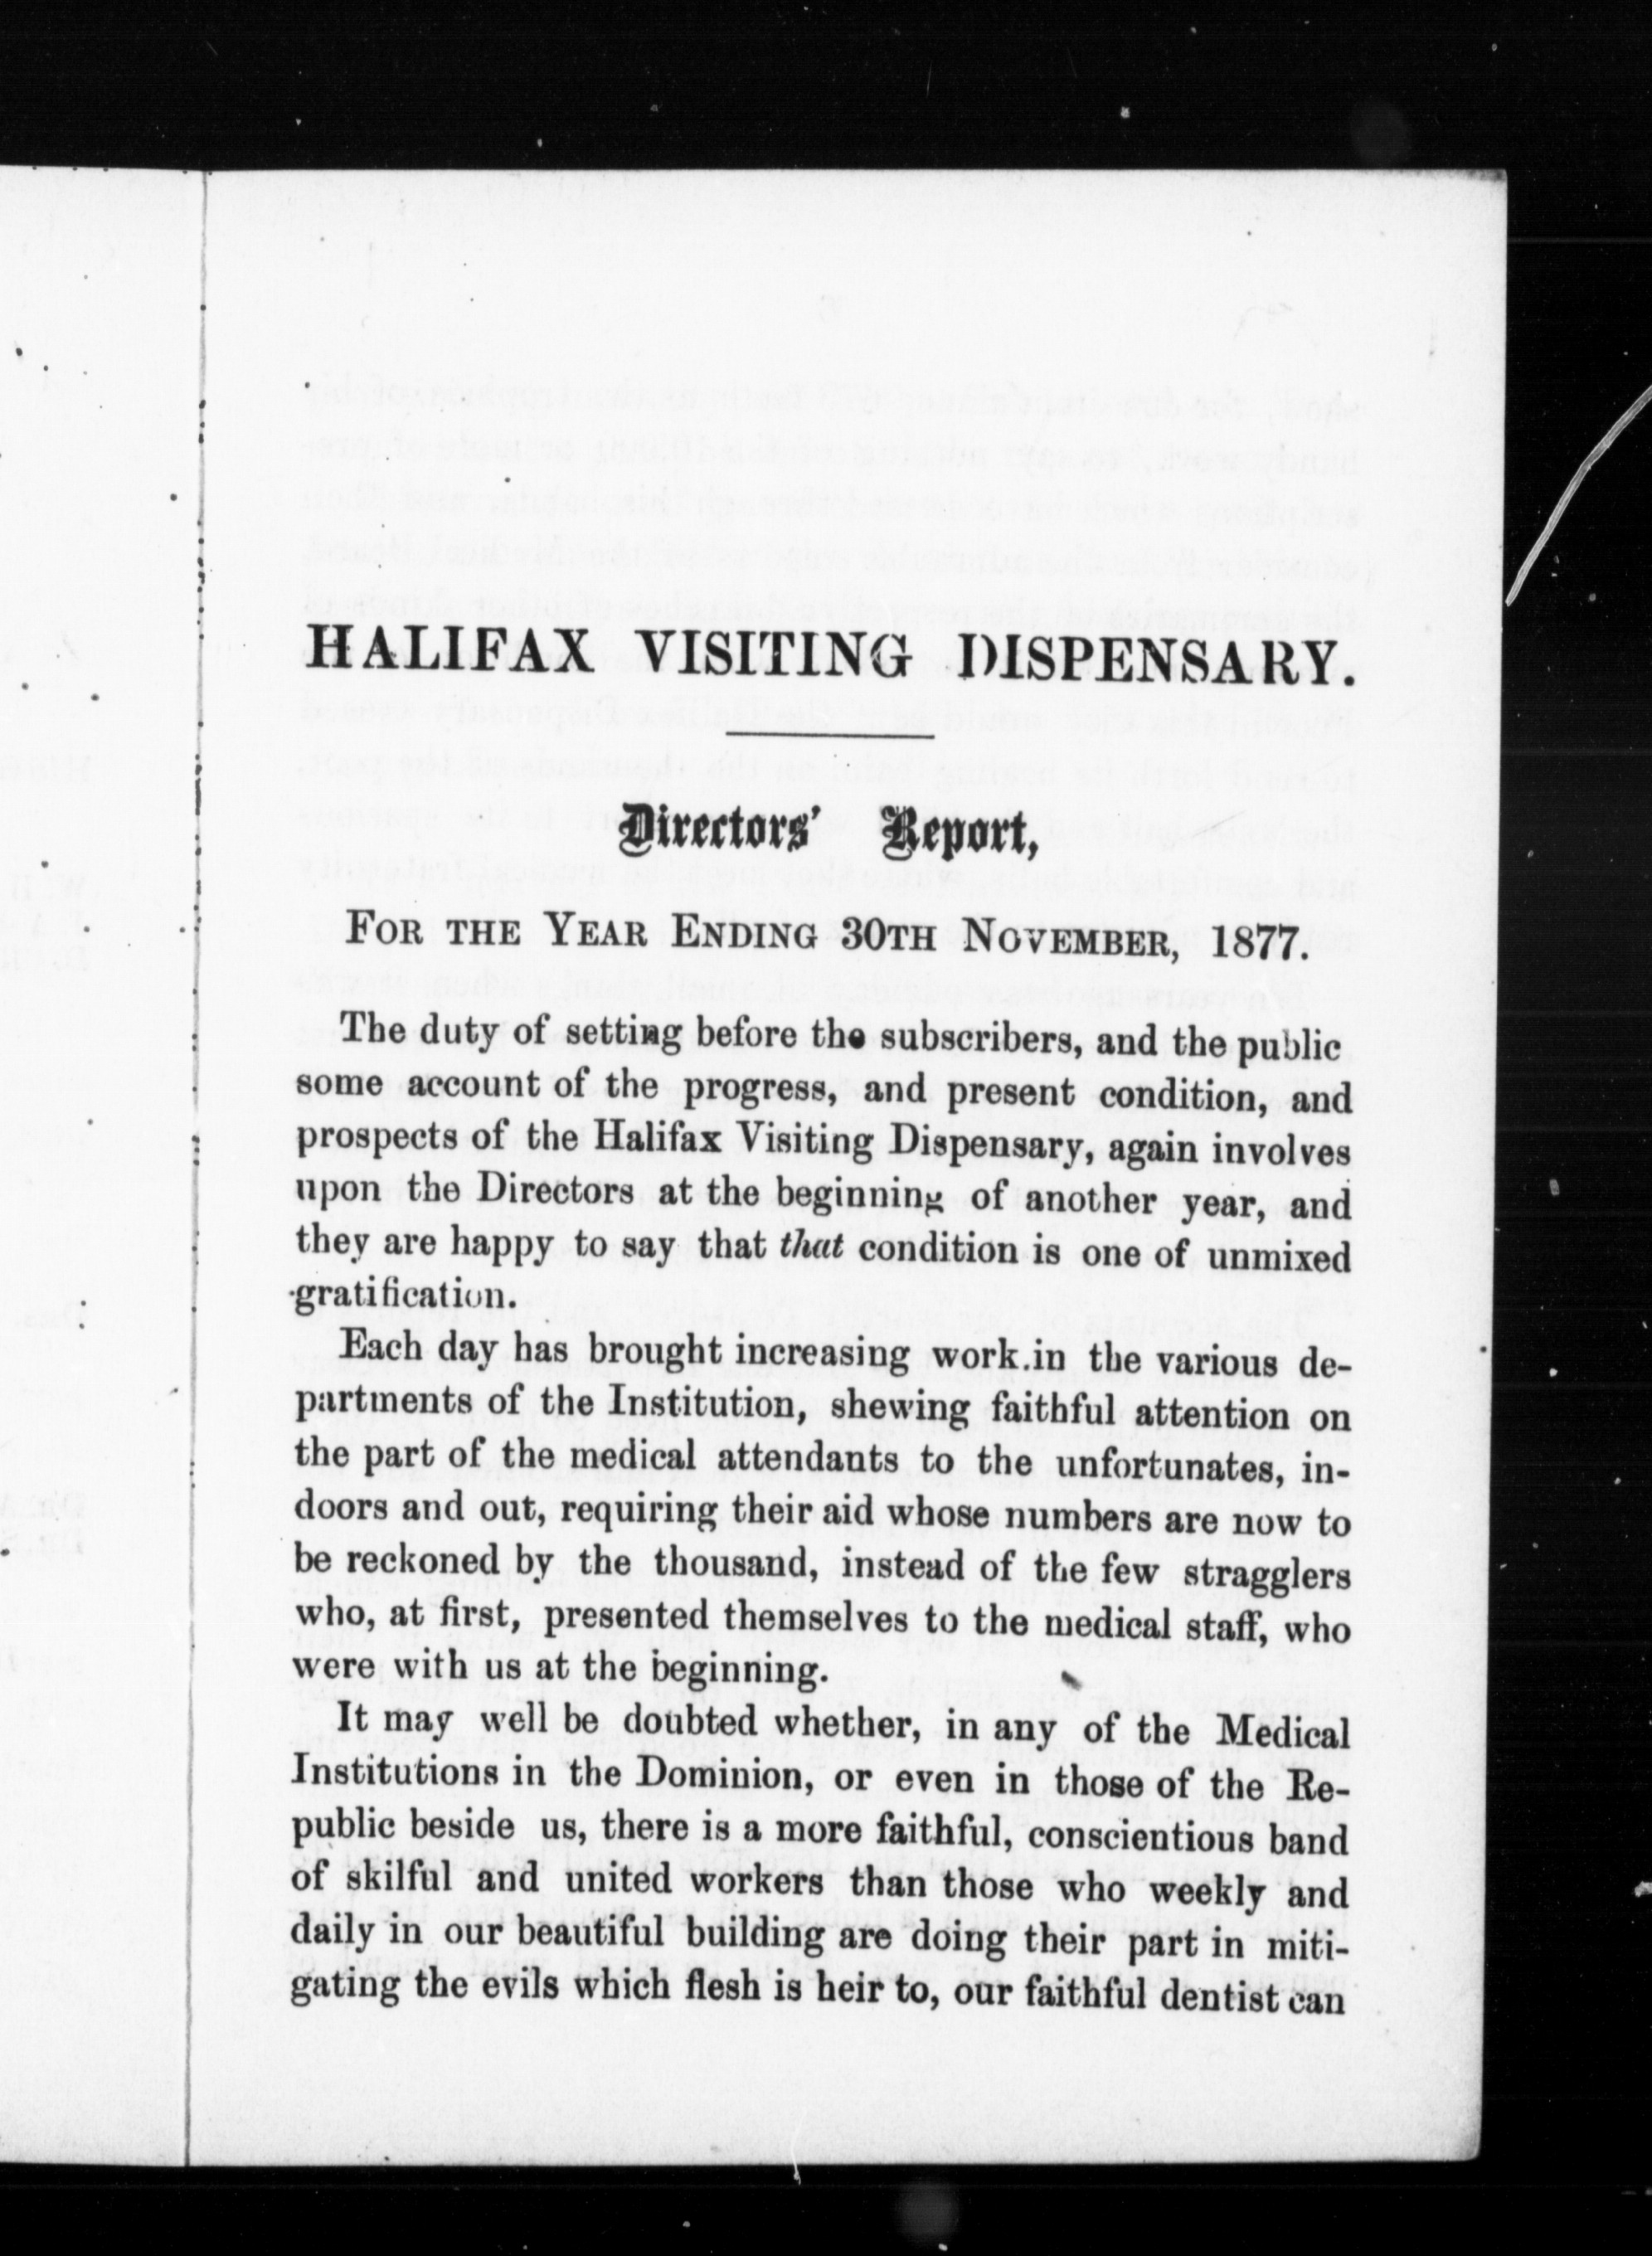 HALIFAX VISITING DISPENSARY.
Directors' Report,
FOR THE YEAR ENDING 30TH NOVEMBER, 1877.
The duty of setting before the subscribers, and the public
some account of the progress, and present condition, and
prospects of the Halifax Visiting Dispensary, again involves
upon the Directors at the beginning of another year, and
they are happy to say that that condition is one of unmixed
gratification.
Each day has brought increasing work in the various de-
partments of the Institution, shewing faithful attention on
the part of the medical attendants to the unfortunates, in-
doors and out, requiring their aid whose numbers are now to
be reckoned by the thousand, instead of the few stragglers
who, at first, presented themselves to the medical staff, who
were with us at the beginning.
It may well be doubted whether, in any of the Medical
Institutions in the Dominion, or even in those of the Re-
public beside us, there is a more faithful, conscientious band
of skilful and united workers than those who weekly and
daily in our beautiful building are doing their part in miti-
gating the evils which flesh is heir to, our faithful dentist can